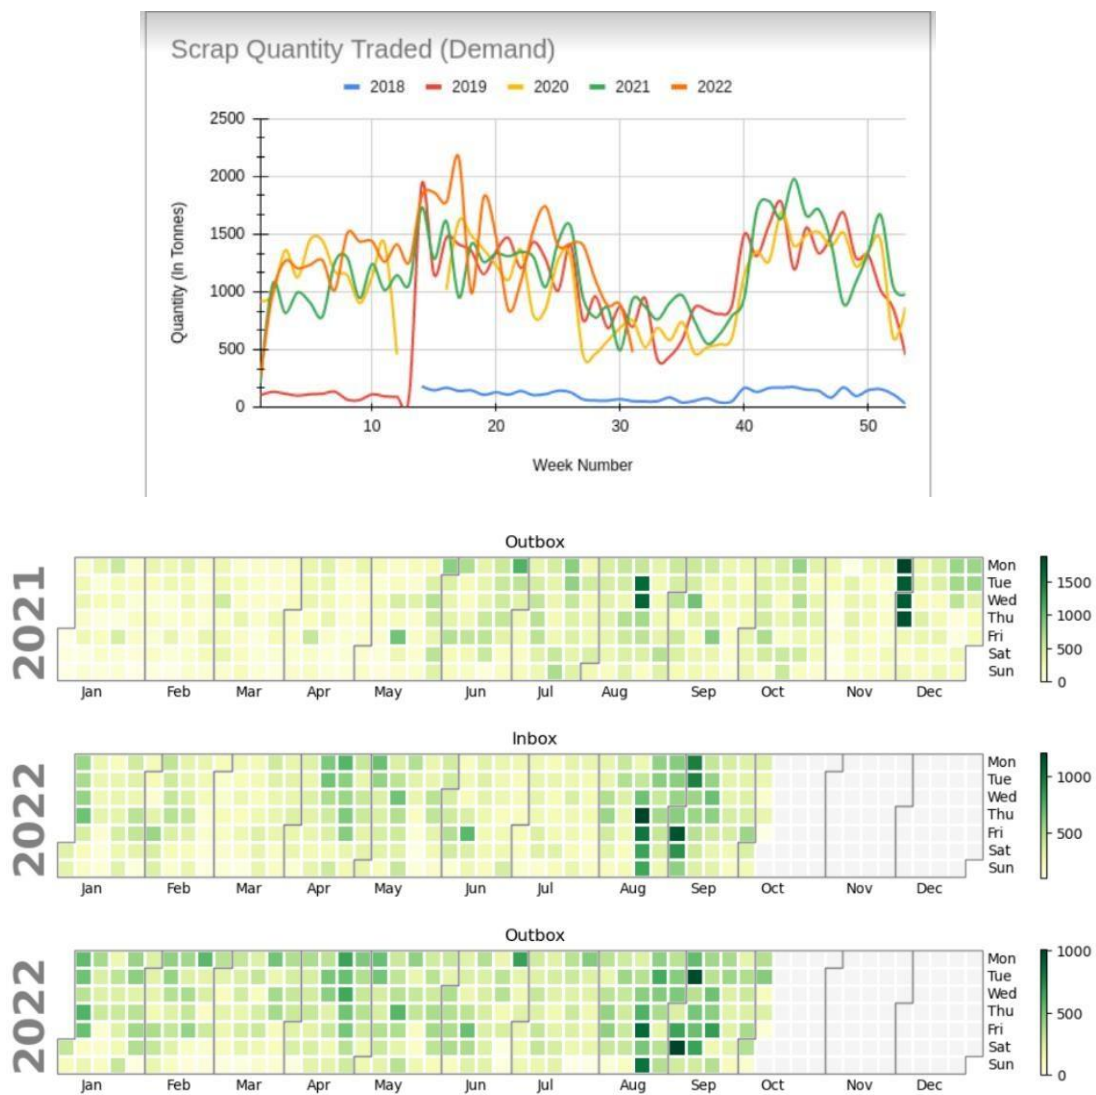 Scrap Quantity Traded (Demand)
2018 2019 2020 2021 2022
2500
2000
1500
1000
500
0
Quantity (In Tonnes)
10 20 30 40 50
Week Number
Outbox
2021
Mon
Tue
Wed
Thu
Fri
Sat
Sun
1500
1000
500
0
Jan Feb Mar Apr May Jun Jul Aug Sep Oct Nov Dec
Inbox
2022
Mon
Tue
Wed
Thu
Fri
Sat
Sun
1000
500
Jan Feb Mar Apr May Jun Jul Aug Sep Oct Nov Dec
Outbox
2022
Mon
Tue
Wed
Thu
Fri
Sat
Sun
1000
500
0
Jan Feb Mar Apr May Jun Jul Aug Sep Oct Nov Dec